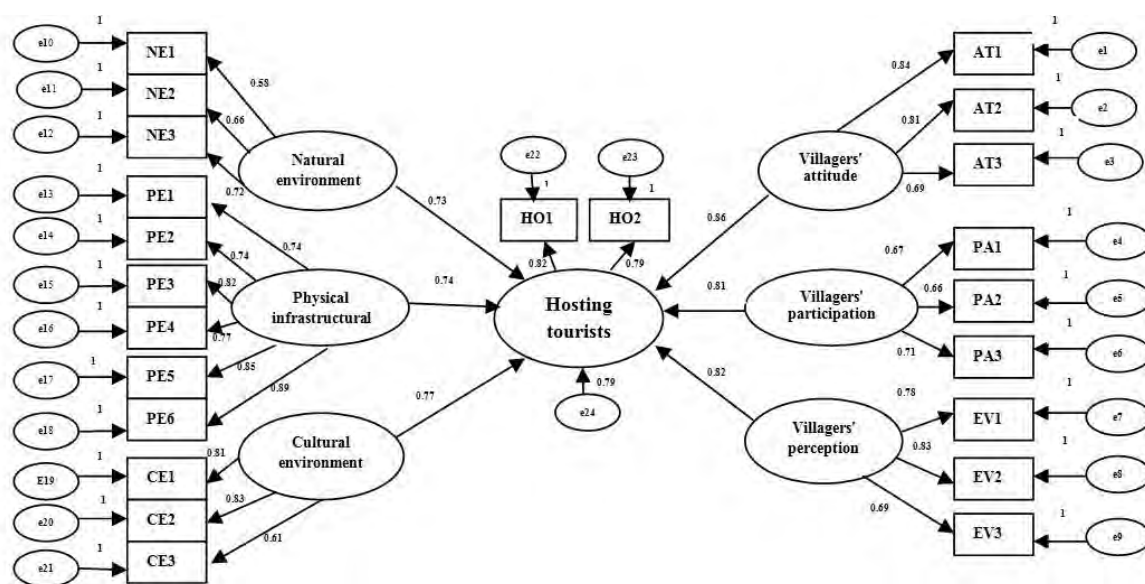 1
e10
NE1
0.58
1
e11
NE2
0.66
1
e12
NE3
0.72
Natural
environment
0.73
1
e13
PE1
0.74
1
e14
PE2
0.74
1
e15
PE3
0.82
1
e16
PE4
0.77
1
e17
PE5
0.85
1
e18
PE6
0.89
Physical
infrastructural
0.74
1
E19
CE1
0.81
1
e20
CE2
0.83
1
e21
CE3
0.61
Cultural
environment
0.77
e22
1
HO1
0.82
e23
1
HO2
0.79
Hosting
tourists
0.79
e24
Villagers'
attitude
0.86
0.84
AT1
1
e1
0.81
AT2
1
e2
0.69
AT3
1
e3
Villagers'
participation
0.81
0.67
PA1
1
e4
0.66
PA2
1
e5
0.71
PA3
1
e6
Villagers'
perception
0.82
0.78
EV1
1
e7
0.83
EV2
1
e8
0.69
EV3
1
e9